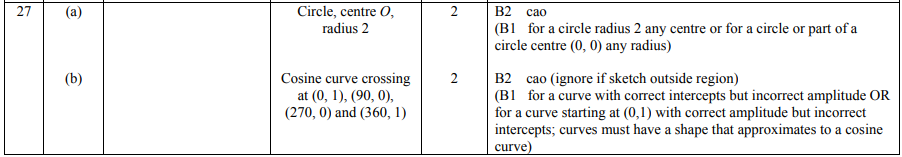 27 (a) Circle, centre O, 2 B2 cao
radius 2 (B1 for a circle radius 2 any centre or for a circle or part of a
circle centre (0, 0) any radius)
(b) Cosine curve crossing 2 B2 cao (ignore if sketch outside region)
at (0, 1), (90, 0), (B1 for a curve with correct intercepts but incorrect amplitude OR
(270, 0) and (360, 1) for a curve starting at (0,1) with correct amplitude but incorrect
intercepts; curves must have a shape that approximates to a cosine
curve)